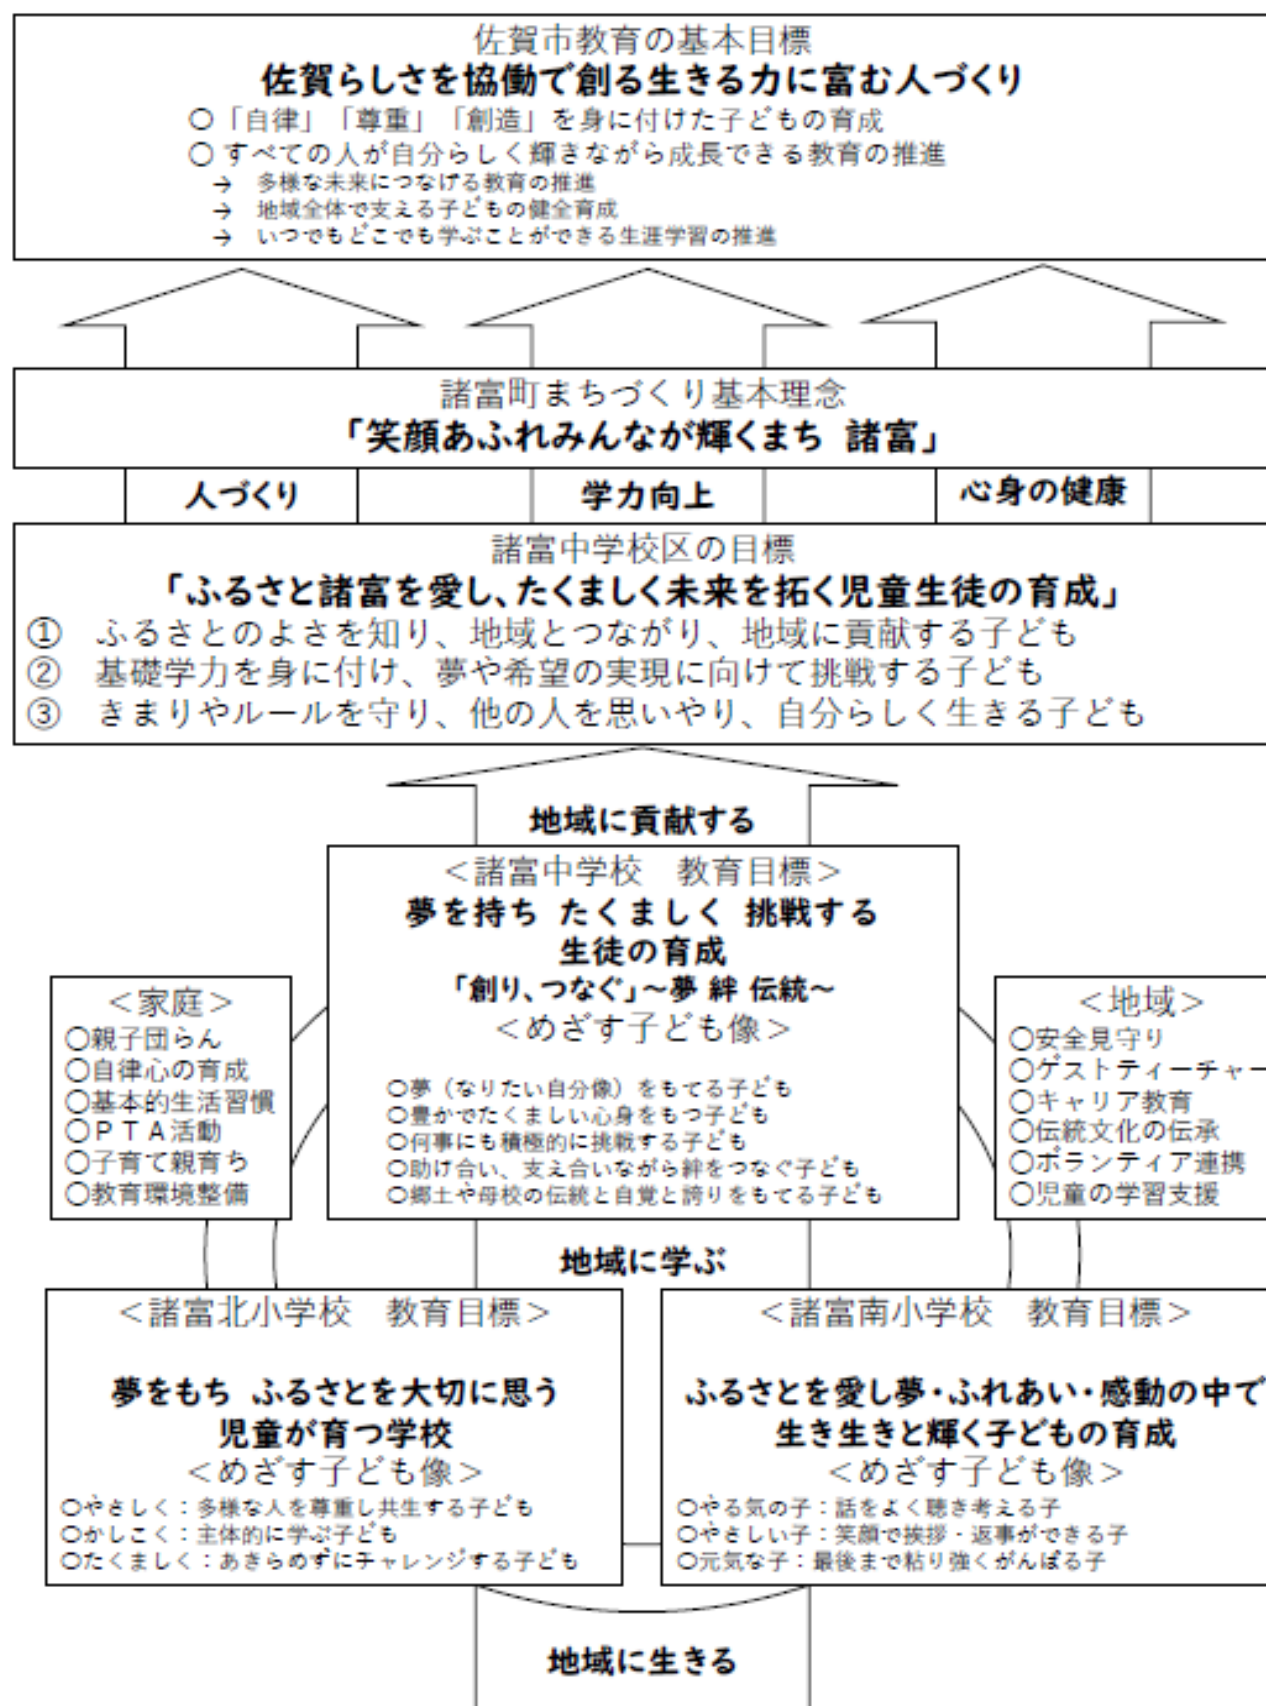 佐賀市教育の基本目標
佐賀らしさを協働で創る生きる力に富む人づくり
○「自律」「尊重」「創造」を身に付けた子どもの育成
○ すべての人が自分らしく輝きながら成長できる教育の推進
→ 多様な未来につなげる教育の推進
→ 地域全体で支える子どもの健全育成
→ いつでもどこでも学ぶことができる生涯学習の推進
諸富町まちづくり基本理念
「笑顔あふれみんなが輝くまち 諸富」
人づくり
学力向上
心身の健康
諸富中学校区の目標
「ふるさと諸富を愛し、たくましく未来を拓く児童生徒の育成」
① ふるさとのよさを知り、地域とつながり、地域に貢献する子ども
② 基礎学力を身に付け、夢や希望の実現に向けて挑戦する子ども
③ きまりやルールを守り、他の人を思いやり、自分らしく生きる子ども
地域に貢献する
＜諸富中学校 教育目標＞
夢を持ち たくましく 挑戦する
生徒の育成
「創り、つなぐ」～夢 絆 伝統～
＜めざす子ども像＞
○夢（なりたい自分像）をもてる子ども
○豊かでたくましい心身をもつ子ども
○何事にも積極的に挑戦する子ども
○助け合い、支え合いながら絆をつなぐ子ども
○郷土や母校の伝統と自覚と誇りをもてる子ども
＜家庭＞
○親子団らん
○自律心の育成
○基本的生活習慣
○ＰＴＡ活動
○子育て親育ち
○教育環境整備
＜地域＞
○安全見守り
○ゲストティーチャー
○キャリア教育
○伝統文化の伝承
○ボランティア連携
○児童の学習支援
地域に学ぶ
＜諸富北小学校 教育目標＞
夢をもち ふるさとを大切に思う
児童が育つ学校
＜めざす子ども像＞
○やさしく：多様な人を尊重し共生する子ども
○かしこく：主体的に学ぶ子ども
○たくましく：あきらめずにチャレンジする子ども
＜諸富南小学校 教育目標＞
ふるさとを愛し夢・ふれあい・感動の中で
生き生きと輝く子どもの育成
＜めざす子ども像＞
○やる気の子：話をよく聴き考える子
○やさしい子：笑顔で挨拶・返事ができる子
○元気な子：最後まで粘り強くがんばる子
地域に生きる